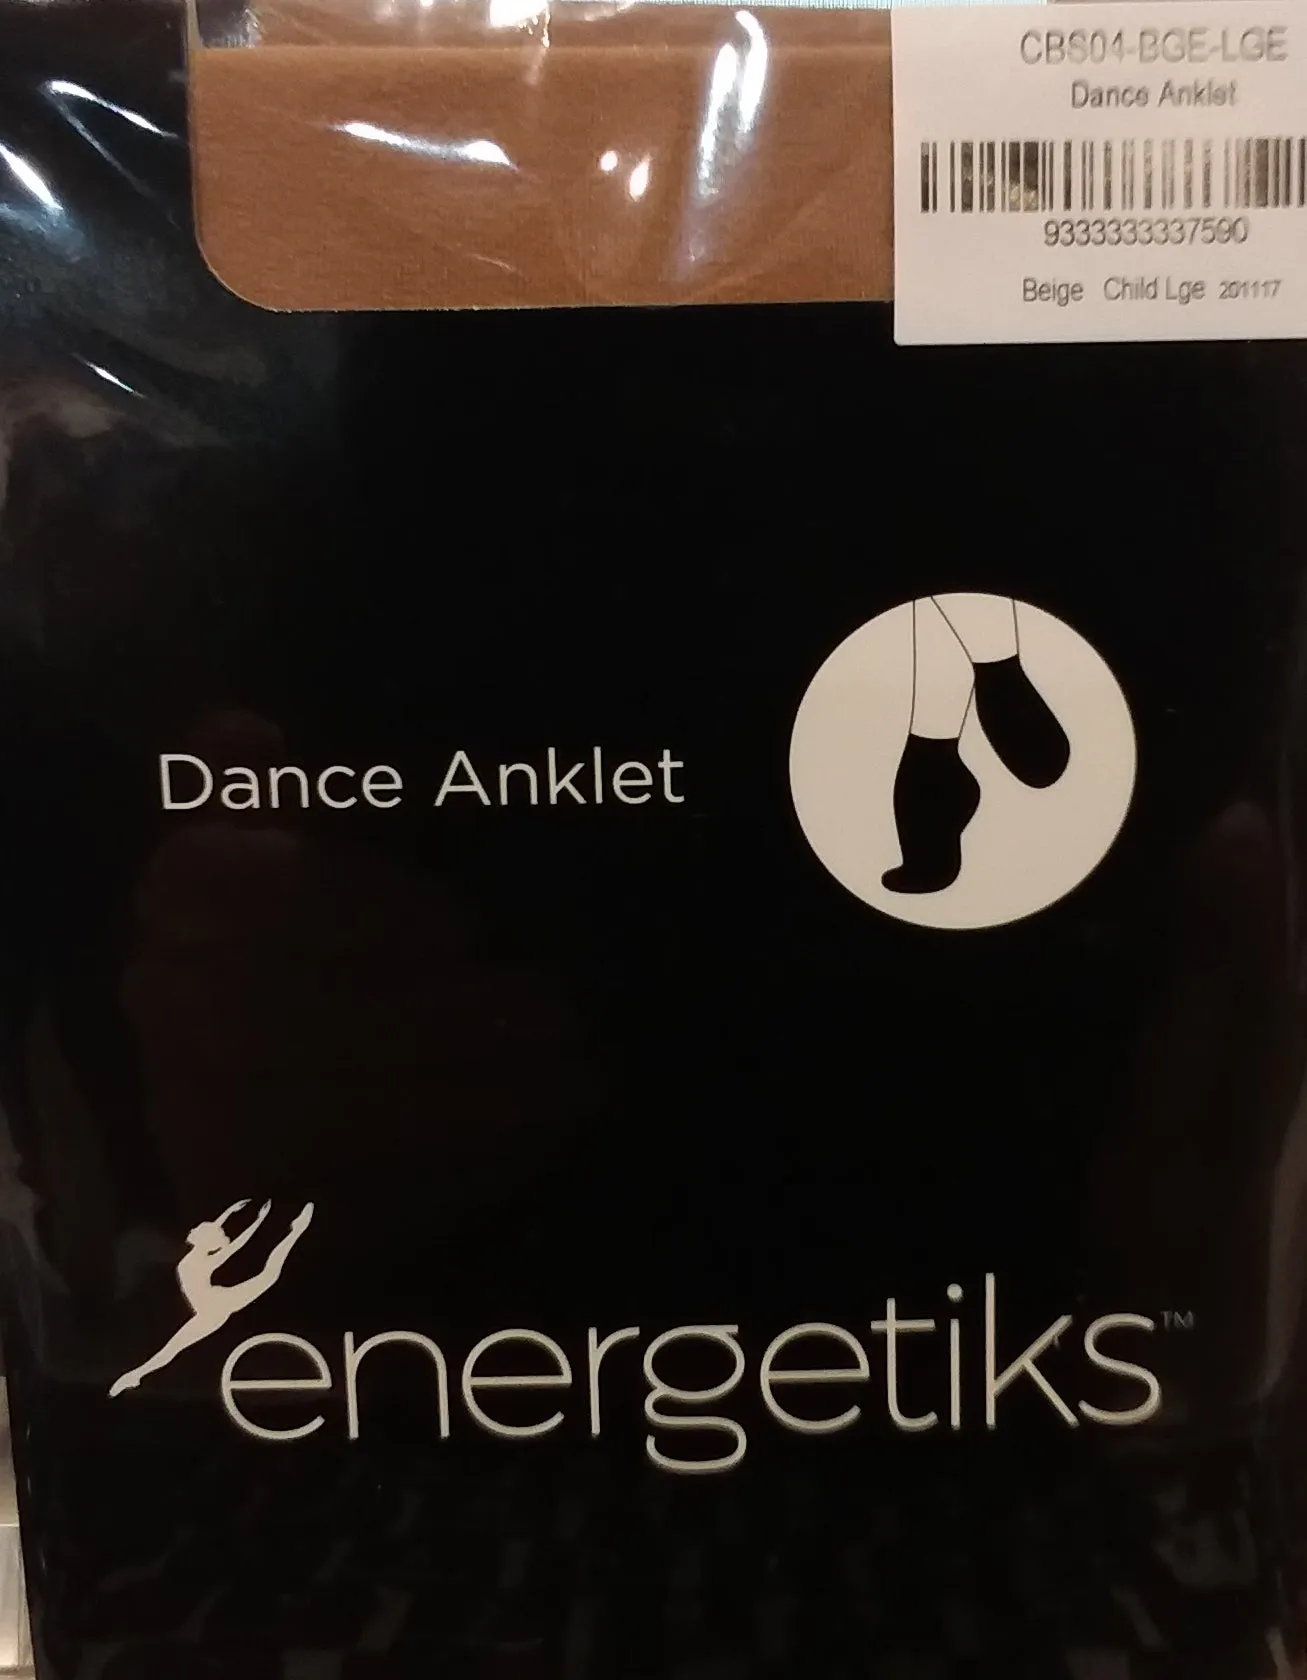 CBS04-BGE-LGE
Dance Anklet
9333333337590
Beige Child Lge 201117
Dance Anklet
energetiks™